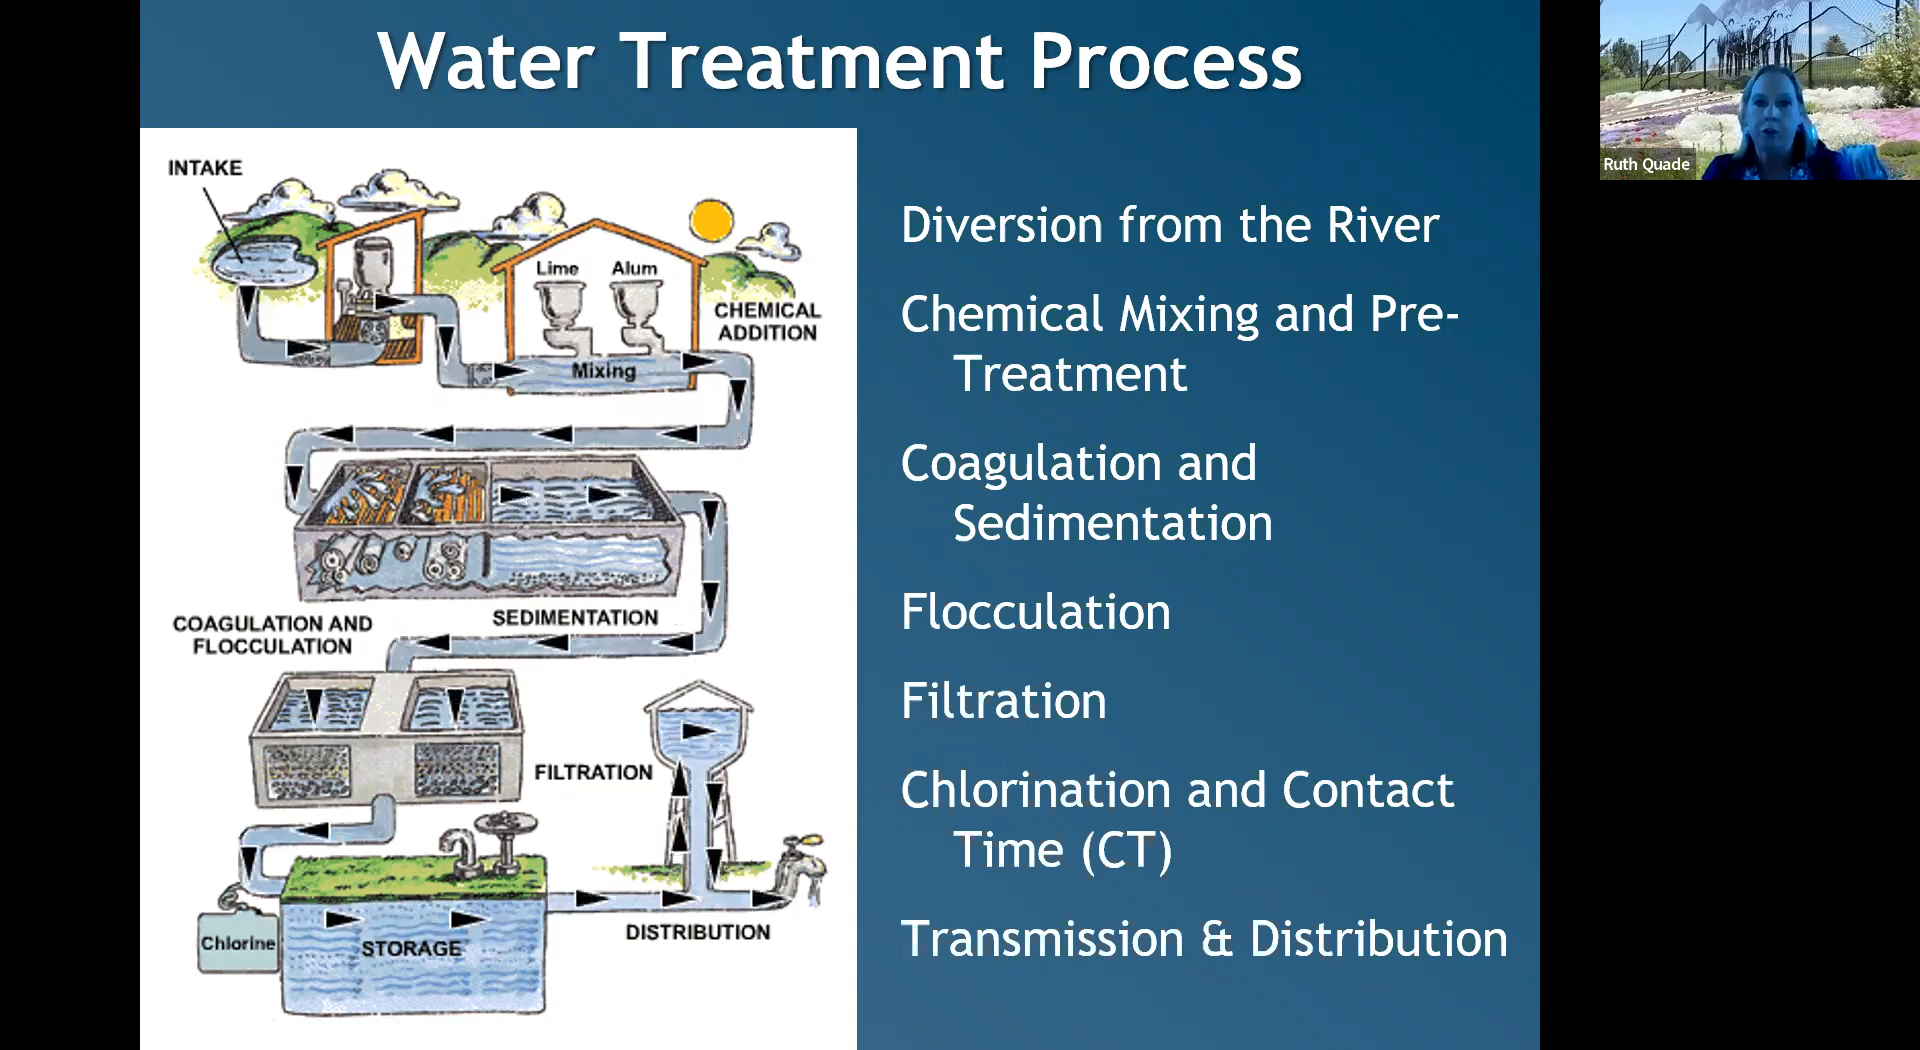 Water Treatment Process
Ruth Quade
INTAKE
Lime
Alum
CHEMICAL
ADDITION
Mixing
COAGULATION AND
FLOCCULATION
SEDIMENTATION
FILTRATION
Chlorine
STORAGE
DISTRIBUTION
Diversion from the River
Chemical Mixing and Pre-
Treatment
Coagulation and
Sedimentation
Flocculation
Filtration
Chlorination and Contact
Time (CT)
Transmission & Distribution